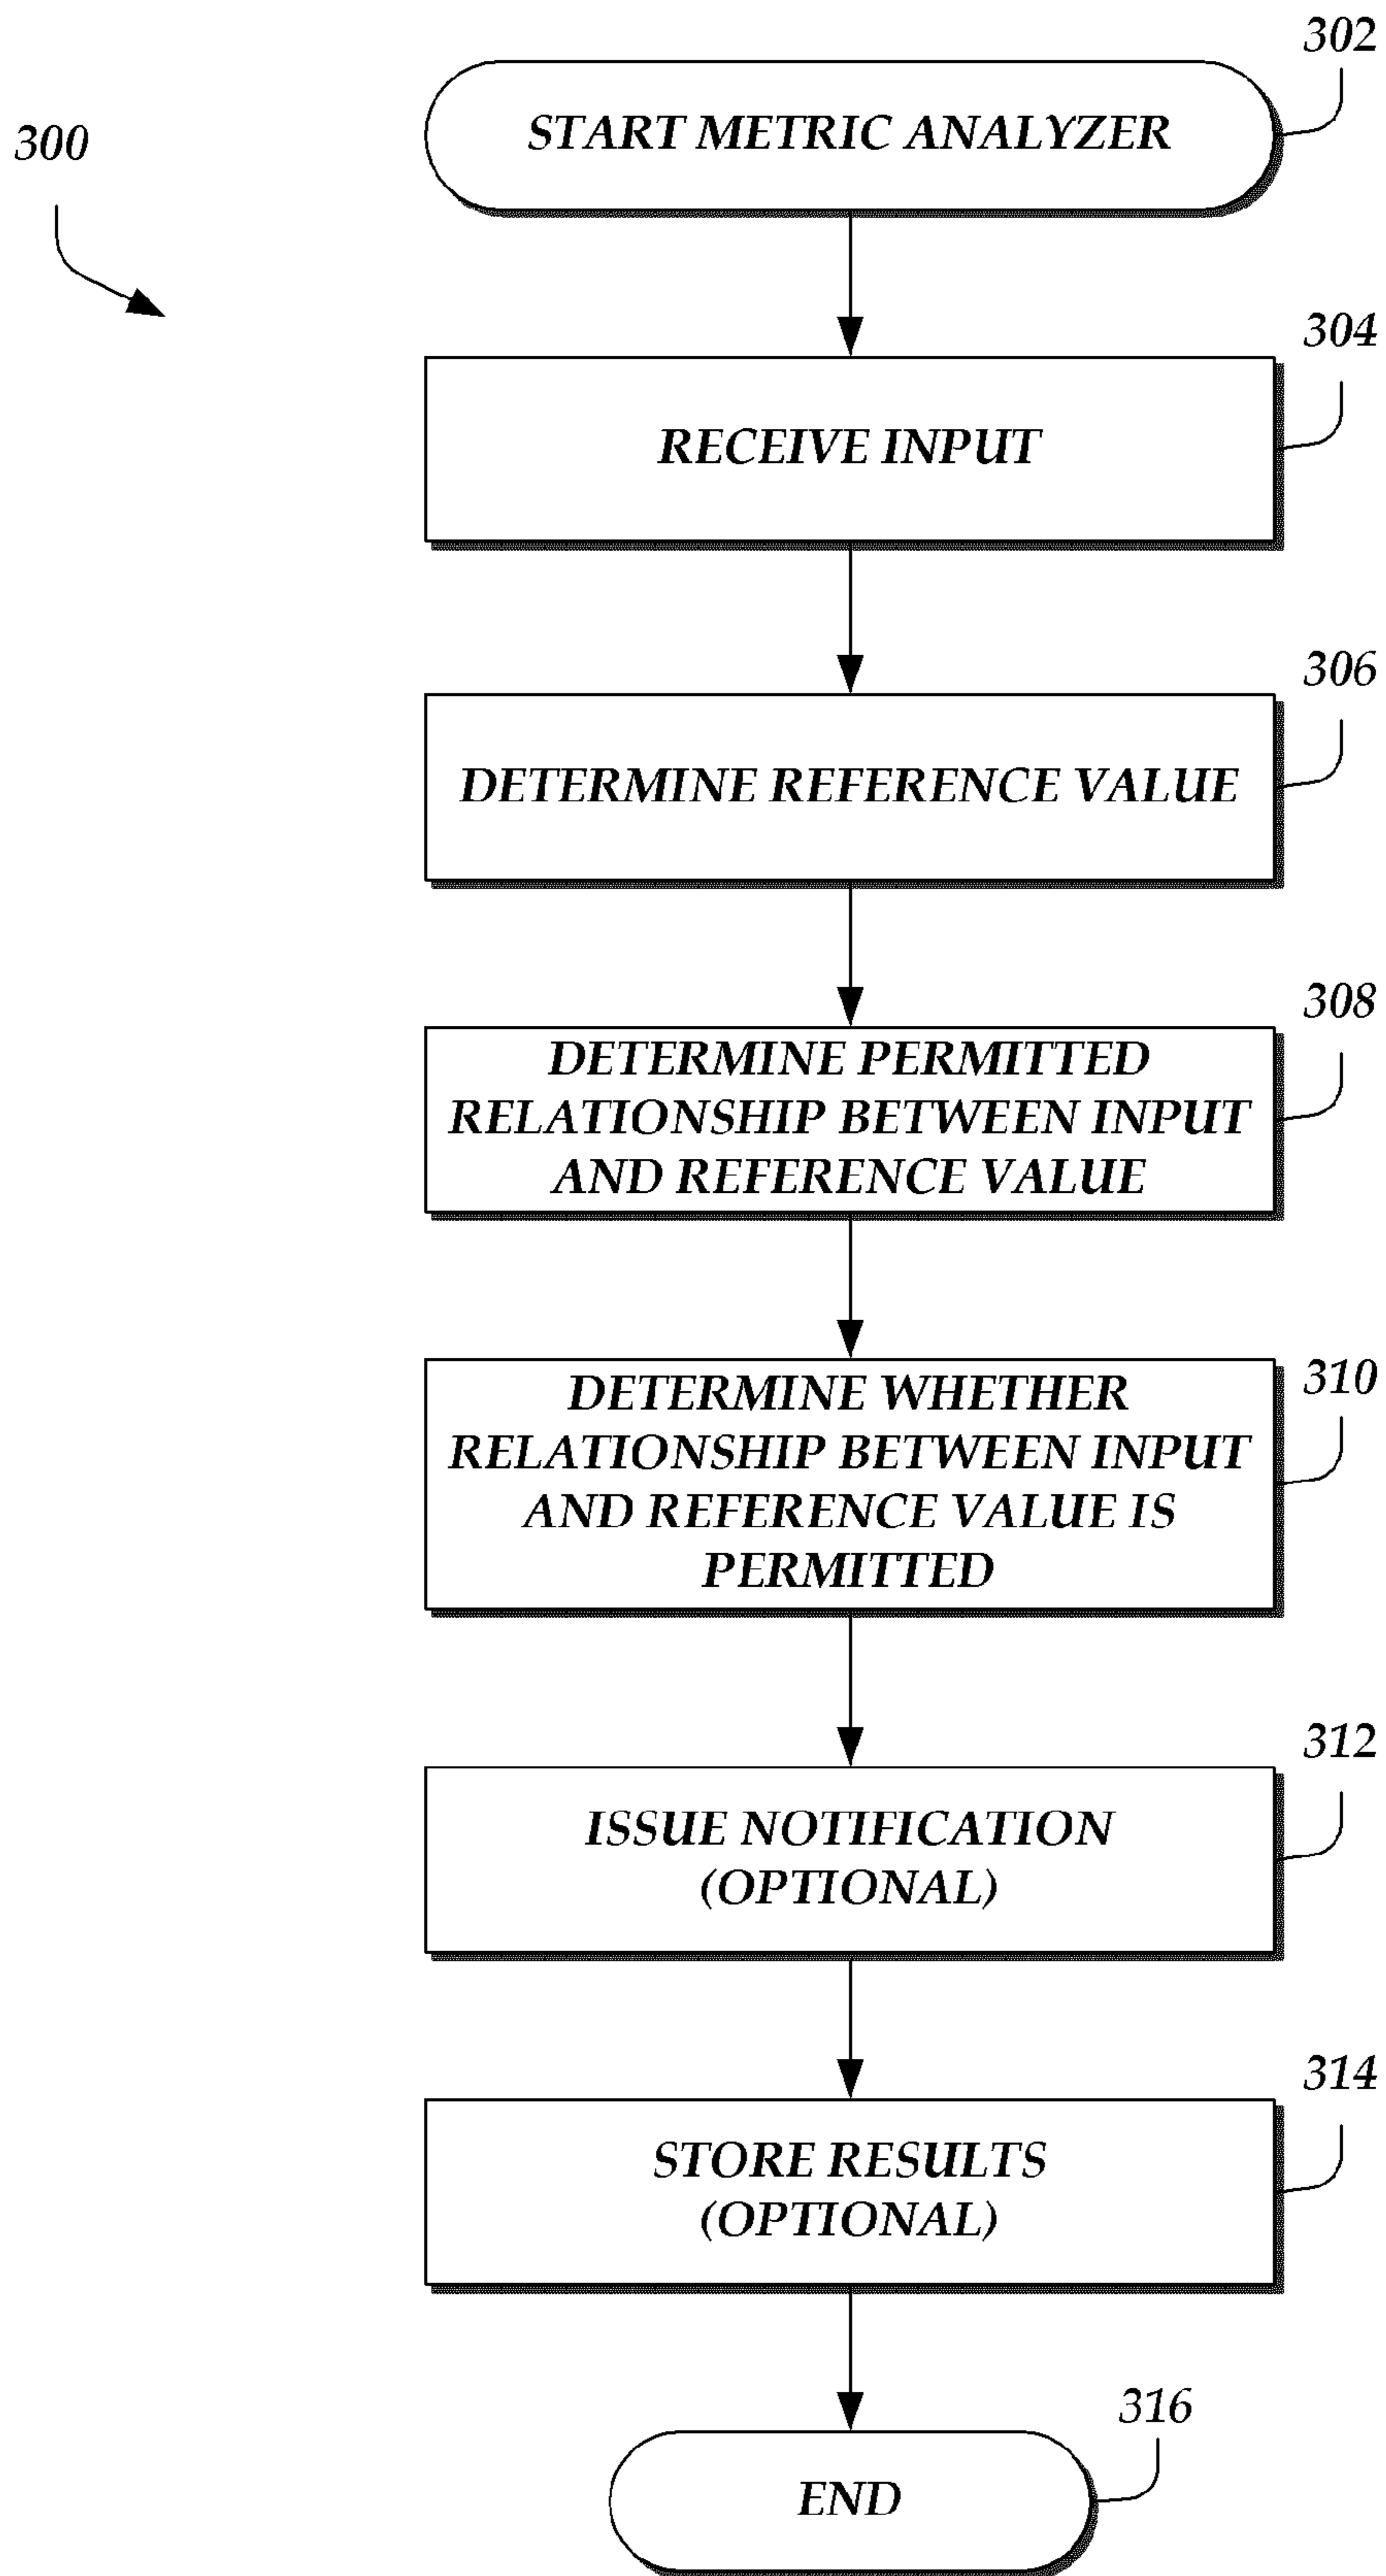 302
START METRIC ANALYZER
300
304
RECEIVE INPUT
306
DETERMINE REFERENCE VALUE
308
DETERMINE PERMITTED
RELATIONSHIP BETWEEN INPUT
AND REFERENCE VALUE
310
DETERMINE WHETHER
RELATIONSHIP BETWEEN INPUT
AND REFERENCE VALUE IS
PERMITTED
312
ISSUE NOTIFICATION
(OPTIONAL)
314
STORE RESULTS
(OPTIONAL)
316
END